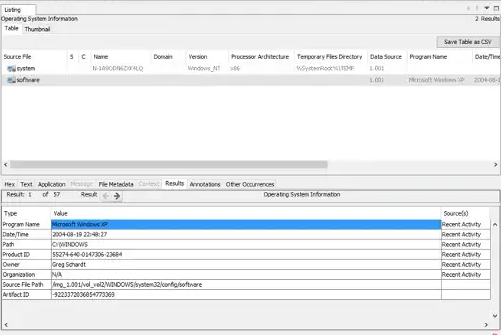 Listing
Operating System Information 2 Results
Table Thumbnail
Save Table as CSV
Source File S C Name Domain Version Processor Architecture Temporary Files Directory Data Source Program Name Date/Time
system Windows_NT x86 %SystemRoot%\TEMP 1.001
software 1.001 Microsoft Windows XP 2004-08-1
Hex Text Application Message File Metadata Context Results Annotations Other Occurrences
Result: 1 of 57 Result Operating System Information
Type Value Source(s)
Program Name Microsoft Windows XP Recent Activity
Date/Time 2004-08-19 22:48:27 Recent Activity
Path C:\WINDOWS Recent Activity
Product ID 55274-640-0147306-23684 Recent Activity
Owner Greg Schardt Recent Activity
Organization N/A Recent Activity
Source File Path /img_1.001/vol_vol2/WINDOWS/system32/config/software
Artifact ID -9223372036854773369